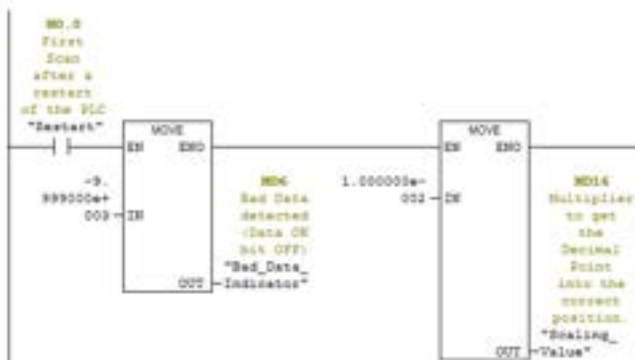 M0.0
First
Scan
after a
restart
of the PLC
"Restart"
MOVE
EN ENO
-9.
999000e+
003
IN
OUT
MD6
Bad Data
detected
(Data OK
bit OFF)
"Bad_Data_
Indicator"
MOVE
EN ENO
1.000000e-
002
IN
OUT
MD16
Multiplier
to get
the
Decimal
Point
into the
correct
position.
"Scaling_
Value"